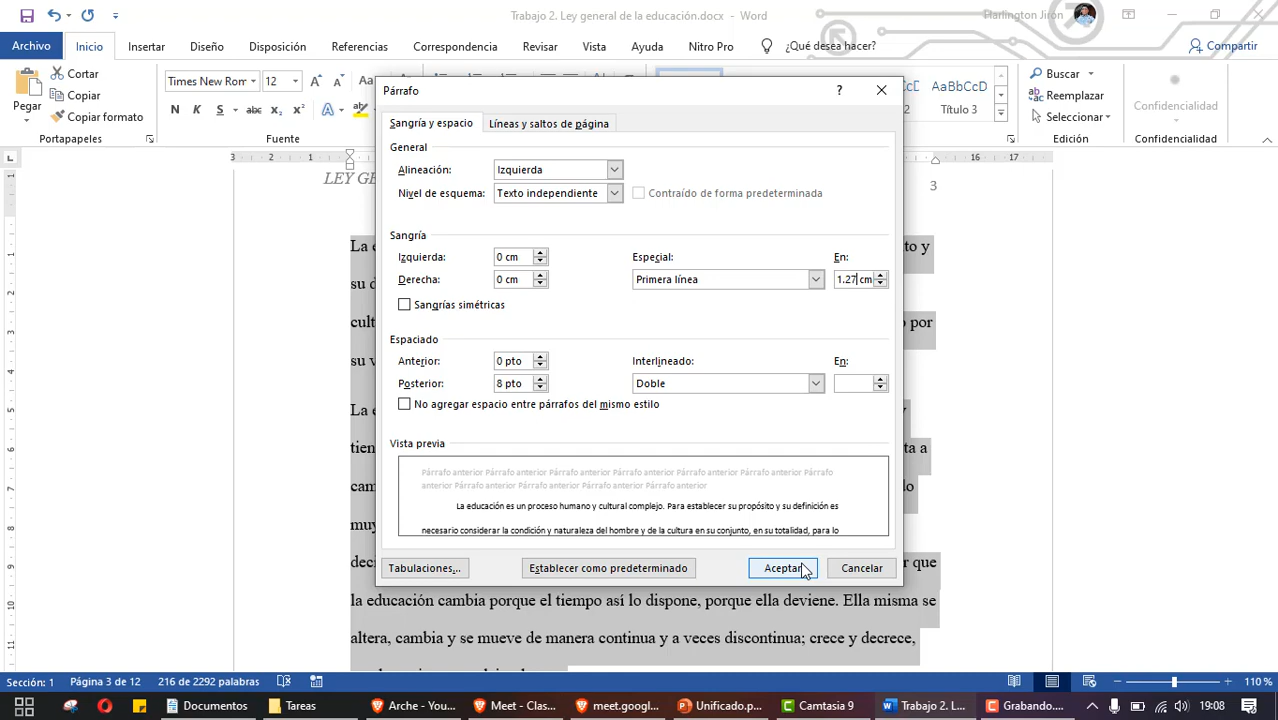 Trabajo 2. Ley general de la educación.docx - Word
Harlington Jirón
Archivo Inicio Insertar Diseño Disposición Referencias Correspondencia Revisar Vista Ayuda Nitro Pro ¿Qué desea hacer? Compartir
Pegar
Cortar
Copiar
Copiar formato
Portapapeles
Times New Rom 12
N K S abc x₂ x²
Fuente
AaBbCcD
Título 3
Buscar
Reemplazar
Seleccionar
Edición
Confidencialidad
Confidencialidad
3 2 1 16 17
LEY GE
3
La e
to y
su d
cult
o por
su v
La e
y
tien
ta a
cam
do
muy
deci
r que
la educación cambia porque el tiempo así lo dispone, porque ella deviene. Ella misma se
altera, cambia y se mueve de manera continua y a veces discontinua; crece y decrece,
Párrafo
?
Sangría y espacio Líneas y saltos de página
General
Alineación: Izquierda
Nivel de esquema: Texto independiente Contraído de forma predeterminada
Sangría
Izquierda: 0 cm Especial: En:
Derecha: 0 cm Primera línea 1.27 cm
Sangrías simétricas
Espaciado
Anterior: 0 pto Interlineado: En:
Posterior: 8 pto Doble
No agregar espacio entre párrafos del mismo estilo
Vista previa
Párrafo anterior Párrafo anterior Párrafo anterior Párrafo anterior Párrafo anterior Párrafo anterior Párrafo
anterior Párrafo anterior Párrafo anterior Párrafo anterior Párrafo anterior
La educación es un proceso humano y cultural complejo. Para establecer su propósito y su definición es
necesario considerar la condición y naturaleza del hombre y de la cultura en su conjunto, en su totalidad, para lo
Tabulaciones... Establecer como predeterminado Aceptar Cancelar
Sección: 1 Página 3 de 12 216 de 2292 palabras 110 %
Documentos Tareas Arche - You... Meet - Clas... meet.googl... Unificado.p... Camtasia 9 Trabajo 2. L... Grabando.... 19:08